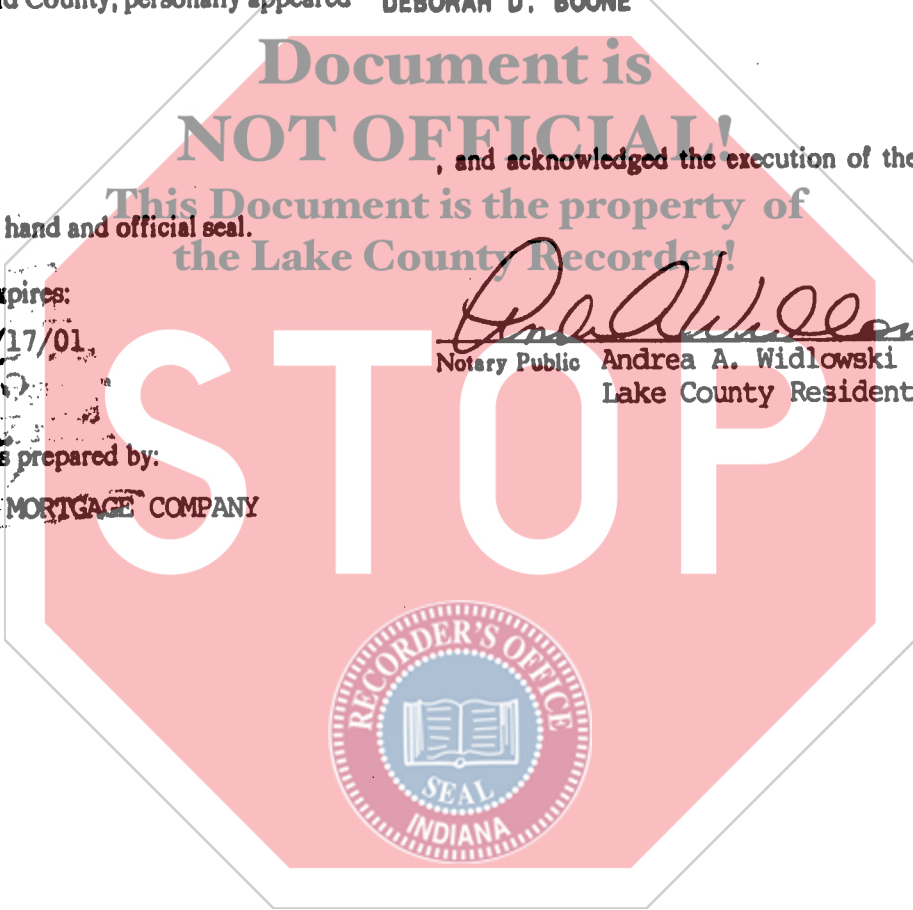 d County, personally appeared DEBORAH D. BOONE
Document is
NOT OFFICIAL!
, and acknowledged the execution of the
This Document is the property of
hand and official seal.
the Lake County Recorder!
pires:
/17/01
Notary Public Andrea A. Widlowski
Lake County Resident
STOP
s prepared by:
MORTGAGE COMPANY
RECORDER'S OFFICE
SEAL
INDIANA